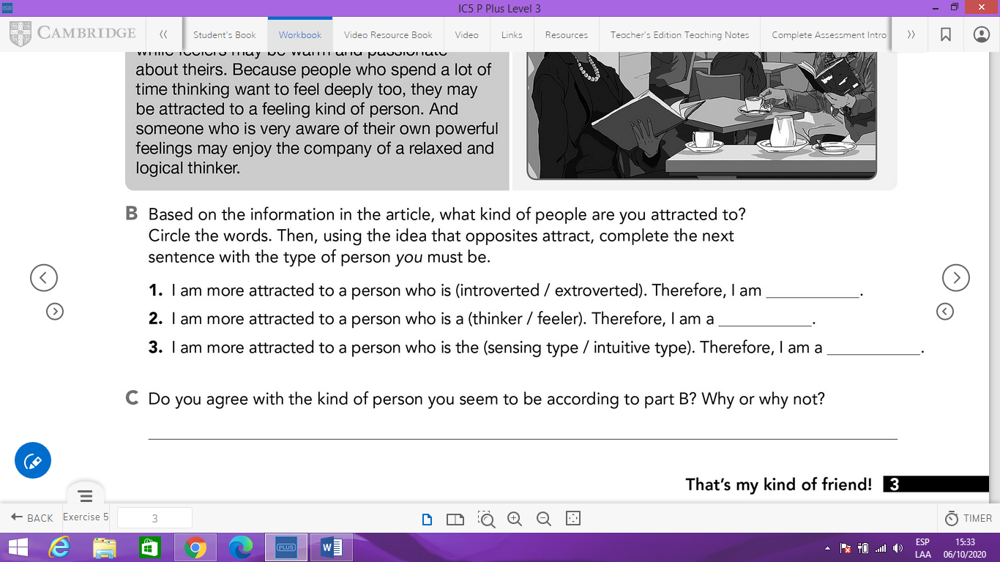 IC5 P Plus Level 3
CAMBRIDGE
Student's Book
Workbook
Video Resource Book
Video
Links
Resources
Teacher's Edition Teaching Notes
Complete Assessment Intro
while feelers may be warm and passionate
about theirs. Because people who spend a lot of
time thinking want to feel deeply too, they may
be attracted to a feeling kind of person. And
someone who is very aware of their own powerful
feelings may enjoy the company of a relaxed and
logical thinker.
B Based on the information in the article, what kind of people are you attracted to?
Circle the words. Then, using the idea that opposites attract, complete the next
sentence with the type of person you must be.
1. I am more attracted to a person who is (introverted / extroverted). Therefore, I am ___________.
2. I am more attracted to a person who is a (thinker / feeler). Therefore, I am a ___________.
3. I am more attracted to a person who is the (sensing type / intuitive type). Therefore, I am a ___________.
C Do you agree with the kind of person you seem to be according to part B? Why or why not?
That's my kind of friend! 3
BACK
Exercise 5
3
TIMER
PLUS
ESP
LAA
15:33
06/10/2020